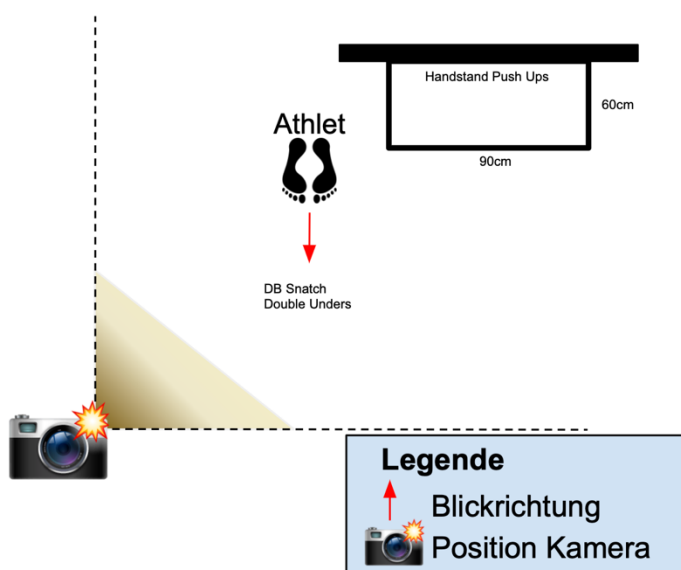 Handstand Push Ups
60cm
Athlet
90cm
DB Snatch
Double Unders
Legende
Blickrichtung
Position Kamera